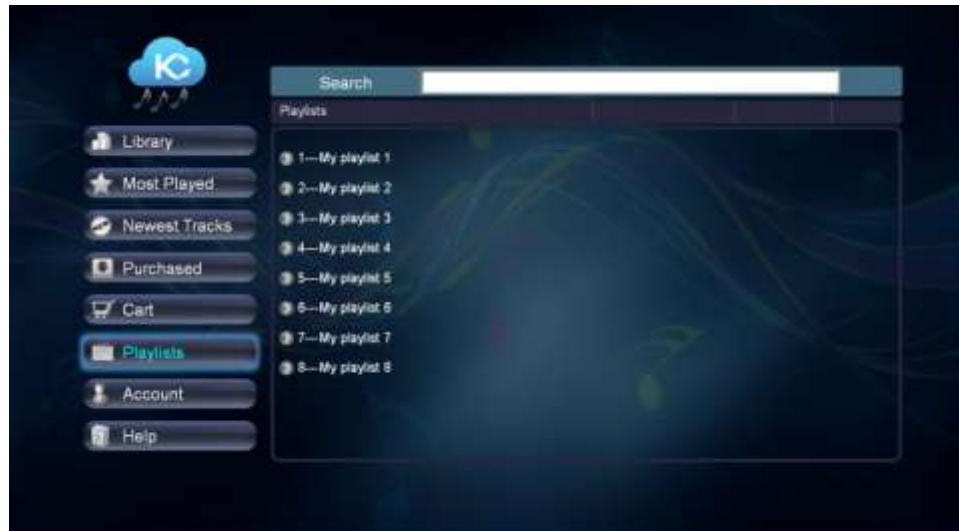 KC
Search
Playlists
Library
Most Played
Newest Tracks
Purchased
Cart
Playlists
Account
Help
1---My playlist 1
2---My playlist 2
3---My playlist 3
4---My playlist 4
5---My playlist 5
6---My playlist 6
7---My playlist 7
8---My playlist 8